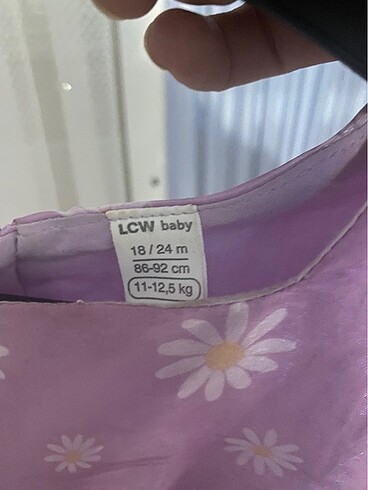 LCW baby
18 / 24 m
86-92 cm
11-12,5 kg